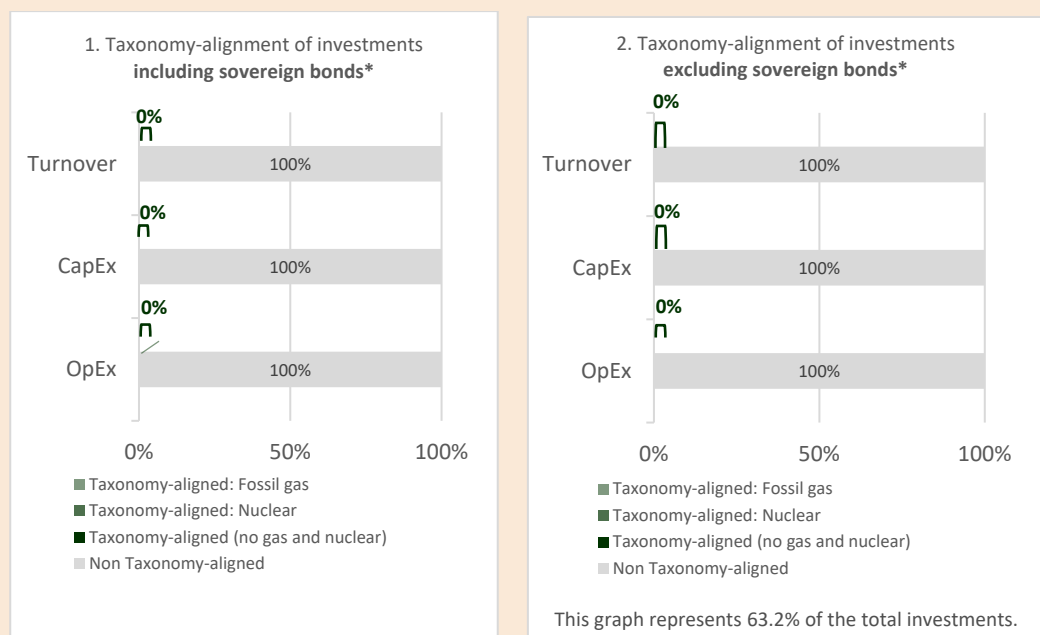 1. Taxonomy-alignment of investments
including sovereign bonds*
0%
Turnover
100%
0%
CapEx
100%
0%
OpEx
100%
0%
50%
100%
Taxonomy-aligned: Fossil gas
Taxonomy-aligned: Nuclear
Taxonomy-aligned (no gas and nuclear)
Non Taxonomy-aligned
2. Taxonomy-alignment of investments
excluding sovereign bonds*
0%
Turnover
100%
0%
CapEx
100%
0%
OpEx
100%
0%
50%
100%
Taxonomy-aligned: Fossil gas
Taxonomy-aligned: Nuclear
Taxonomy-aligned (no gas and nuclear)
Non Taxonomy-aligned
This graph represents 63.2% of the total investments.